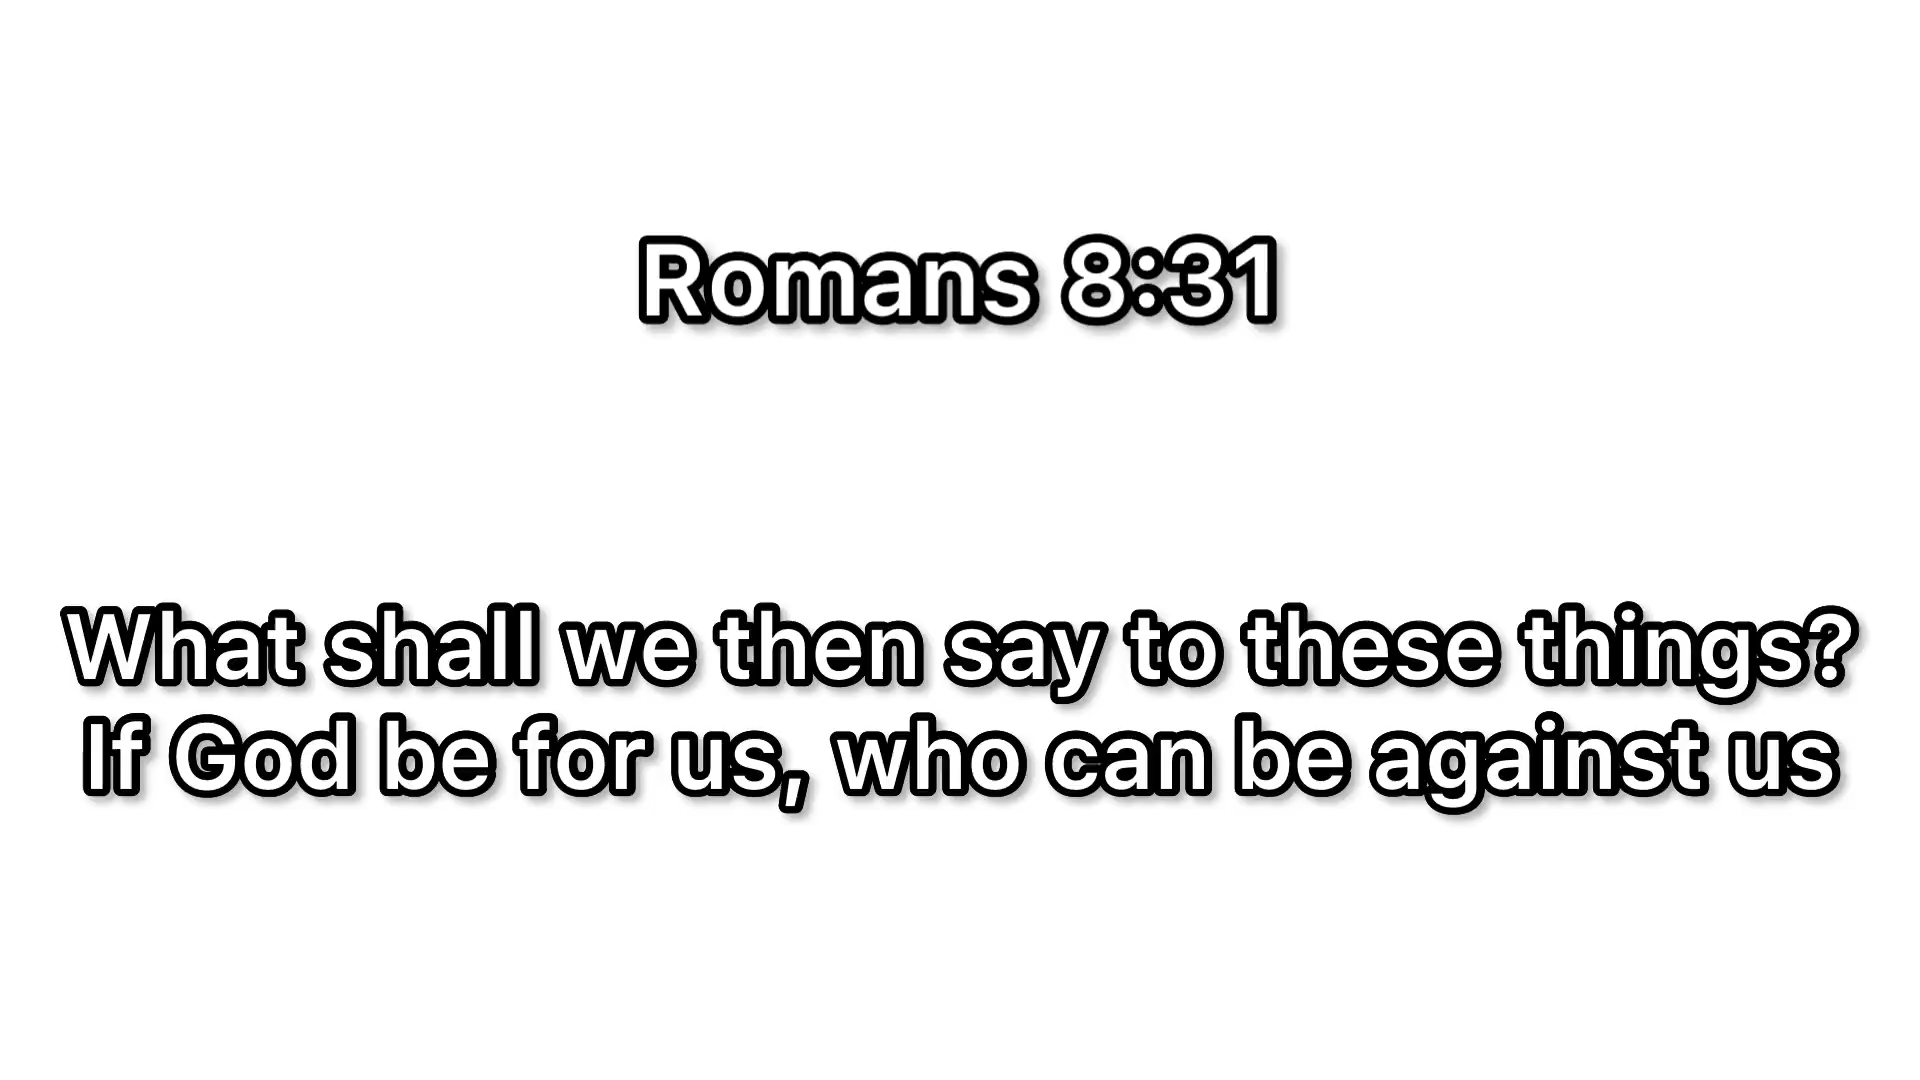 Romans 8:31
What shall we then say to these things?
If God be for us, who can be against us